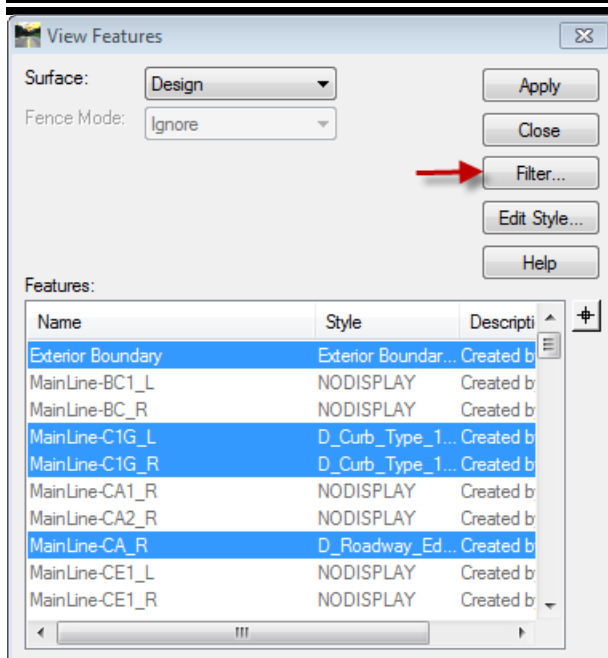 View Features
Surface: Design Apply
Fence Mode: Ignore Close
Filter...
Edit Style...
Help
Features:
Name Style Descripti
Exterior Boundary Exterior Boundar... Created b
MainLine-BC1_L NODISPLAY Created b
MainLine-BC_R NODISPLAY Created b
MainLine-C1G_L D_Curb_Type_1... Created b
MainLine-C1G_R D_Curb_Type_1... Created b
MainLine-CA1_R NODISPLAY Created b
MainLine-CA2_R NODISPLAY Created b
MainLine-CA_R D_Roadway_Ed... Created b
MainLine-CE1_L NODISPLAY Created b
MainLine-CE1_R NODISPLAY Created b